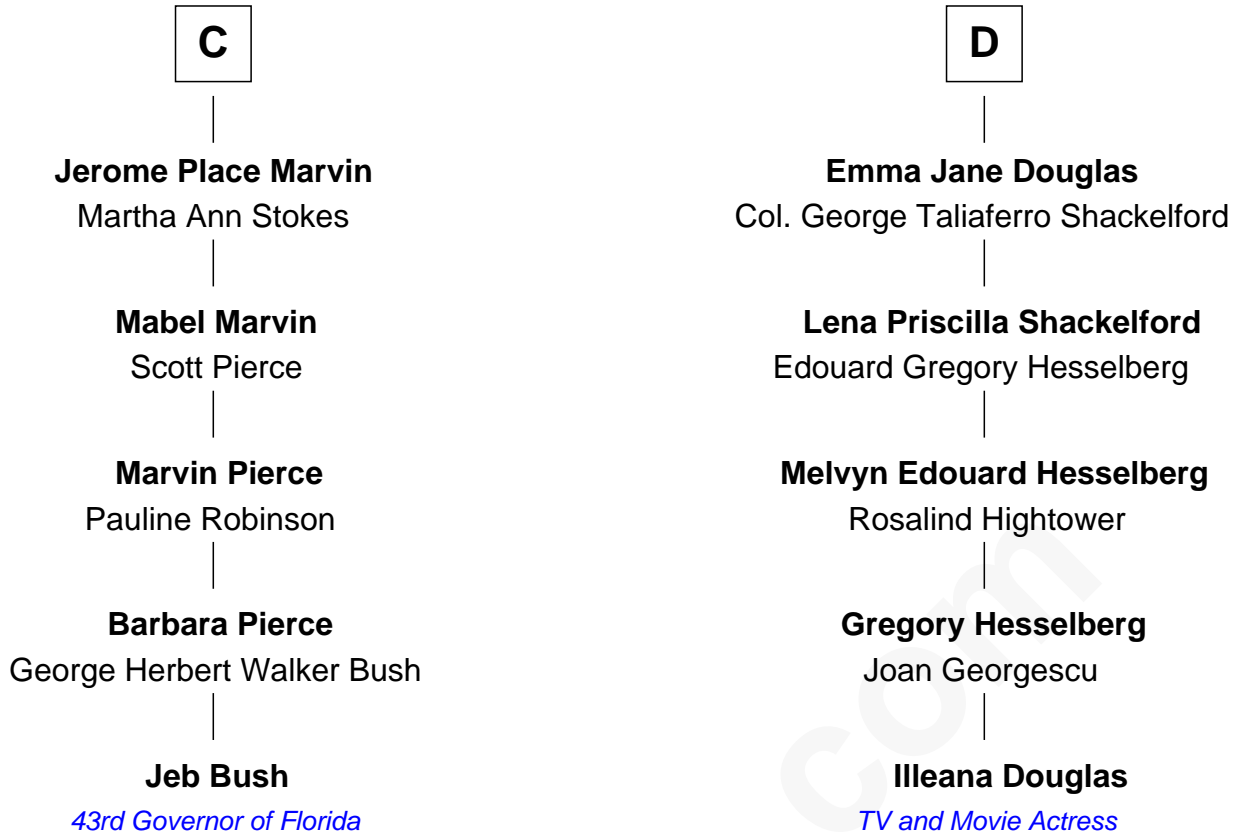 C
Jerome Place Marvin
Martha Ann Stokes
Mabel Marvin
Scott Pierce
Marvin Pierce
Pauline Robinson
Barbara Pierce
George Herbert Walker Bush
Jeb Bush
43rd Governor of Florida
D
Emma Jane Douglas
Col. George Taliaferro Shackelford
Lena Priscilla Shackelford
Edouard Gregory Hesselberg
Melvyn Edouard Hesselberg
Rosalind Hightower
Gregory Hesselberg
Joan Georgescu
Illeana Douglas
TV and Movie Actress
com